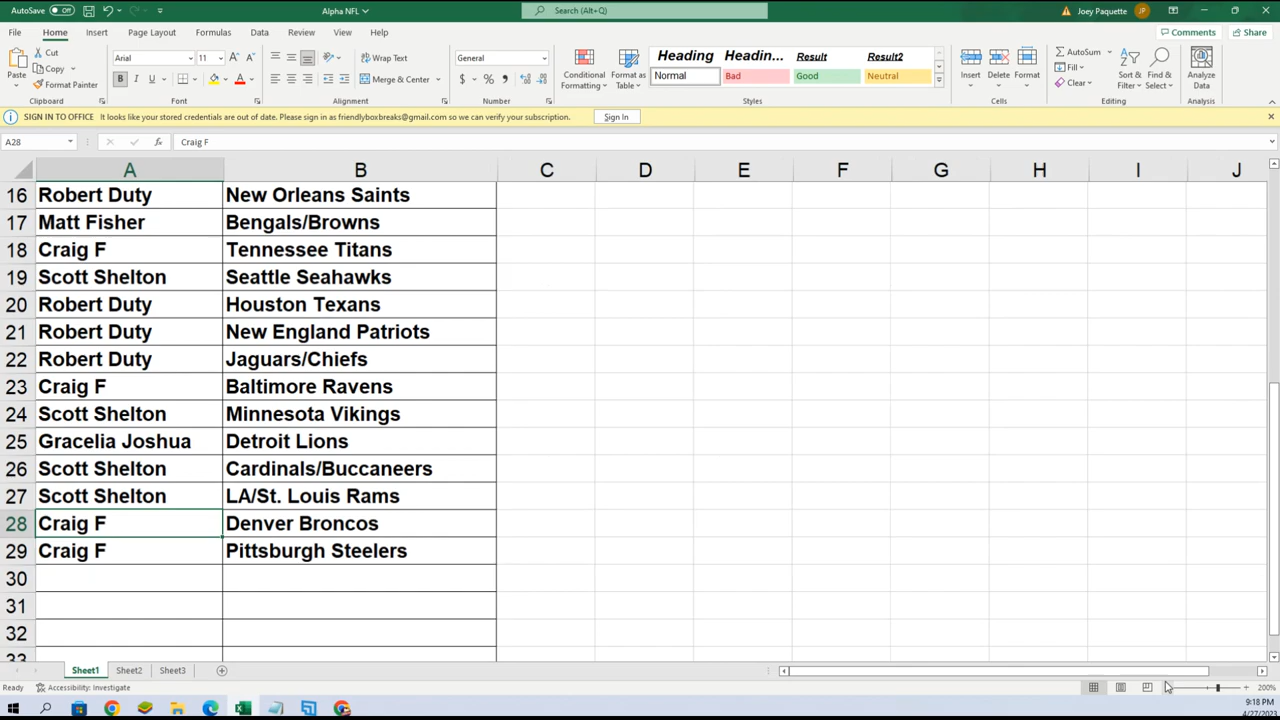 AutoSave Off Alpha NFL Search (Alt+Q) Joey Paquette JP
File Home Insert Page Layout Formulas Data Review View Help Comments Share
Paste Cut Copy Format Painter Clipboard
Arial 11 B I U A Font
Wrap Text Merge & Center Alignment
General $ % Number
Conditional Formatting Format as Table
Heading Headin... Result Result2
Normal Bad Good Neutral
Styles
Insert Delete Format Cells
AutoSum Fill Clear Sort & Filter Find & Select Editing
Analyze Data Analysis
SIGN IN TO OFFICE It looks like your stored credentials are out of date. Please sign in as friendlyboxbreaks@gmail.com so we can verify your subscription. Sign In
A28 fx Craig F
A B C D E F G H I J
16 Robert Duty New Orleans Saints
17 Matt Fisher Bengals/Browns
18 Craig F Tennessee Titans
19 Scott Shelton Seattle Seahawks
20 Robert Duty Houston Texans
21 Robert Duty New England Patriots
22 Robert Duty Jaguars/Chiefs
23 Craig F Baltimore Ravens
24 Scott Shelton Minnesota Vikings
25 Gracelia Joshua Detroit Lions
26 Scott Shelton Cardinals/Buccaneers
27 Scott Shelton LA/St. Louis Rams
28 Craig F Denver Broncos
29 Craig F Pittsburgh Steelers
30
31
32
33
Sheet1 Sheet2 Sheet3
Ready Accessibility: Investigate 200%
9:18 PM
4/27/2023